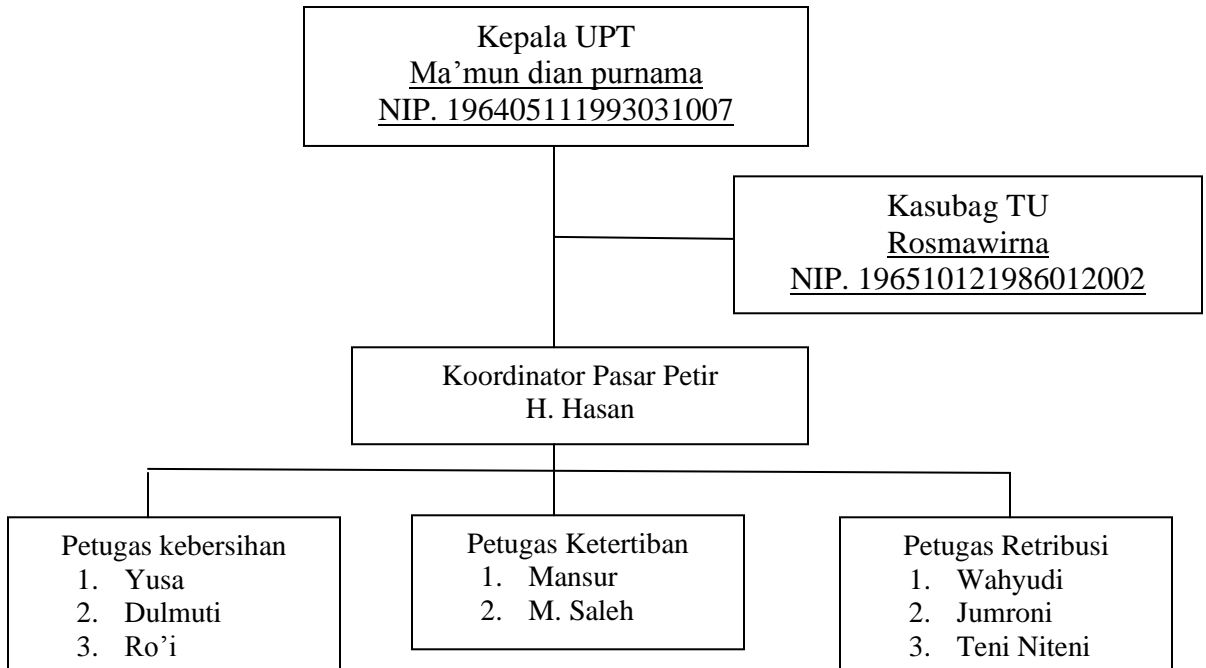 Kepala UPT
Ma’mun dian purnama
NIP. 196405111993031007
Kasubag TU
Rosmawirna
NIP. 196510121986012002
Koordinator Pasar Petir
H. Hasan
Petugas kebersihan
1. Yusa
2. Dulmuti
3. Ro’i
Petugas Ketertiban
1. Mansur
2. M. Saleh
Petugas Retribusi
1. Wahyudi
2. Jumroni
3. Teni Niteni